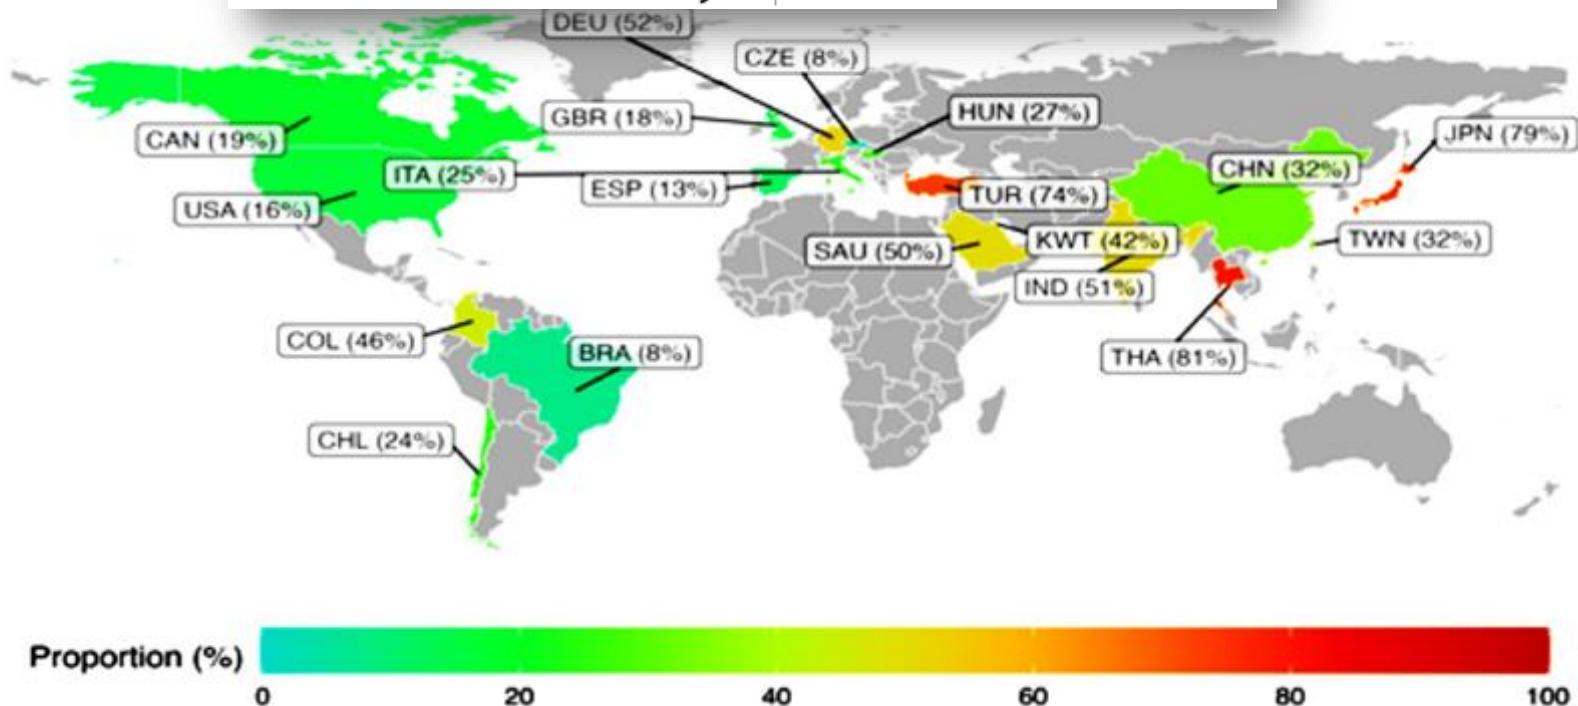 DEU (52%)
CZE (8%)
GBR (18%)
HUN (27%)
JPN (79%)
CAN (19%)
ITA (25%)
ESP (13%)
CHN (32%)
USA (16%)
TUR (74%)
SAU (50%)
KWT (42%)
TWN (32%)
IND (51%)
COL (46%)
BRA (8%)
THA (81%)
CHL (24%)
Proportion (%)
0 20 40 60 80 100